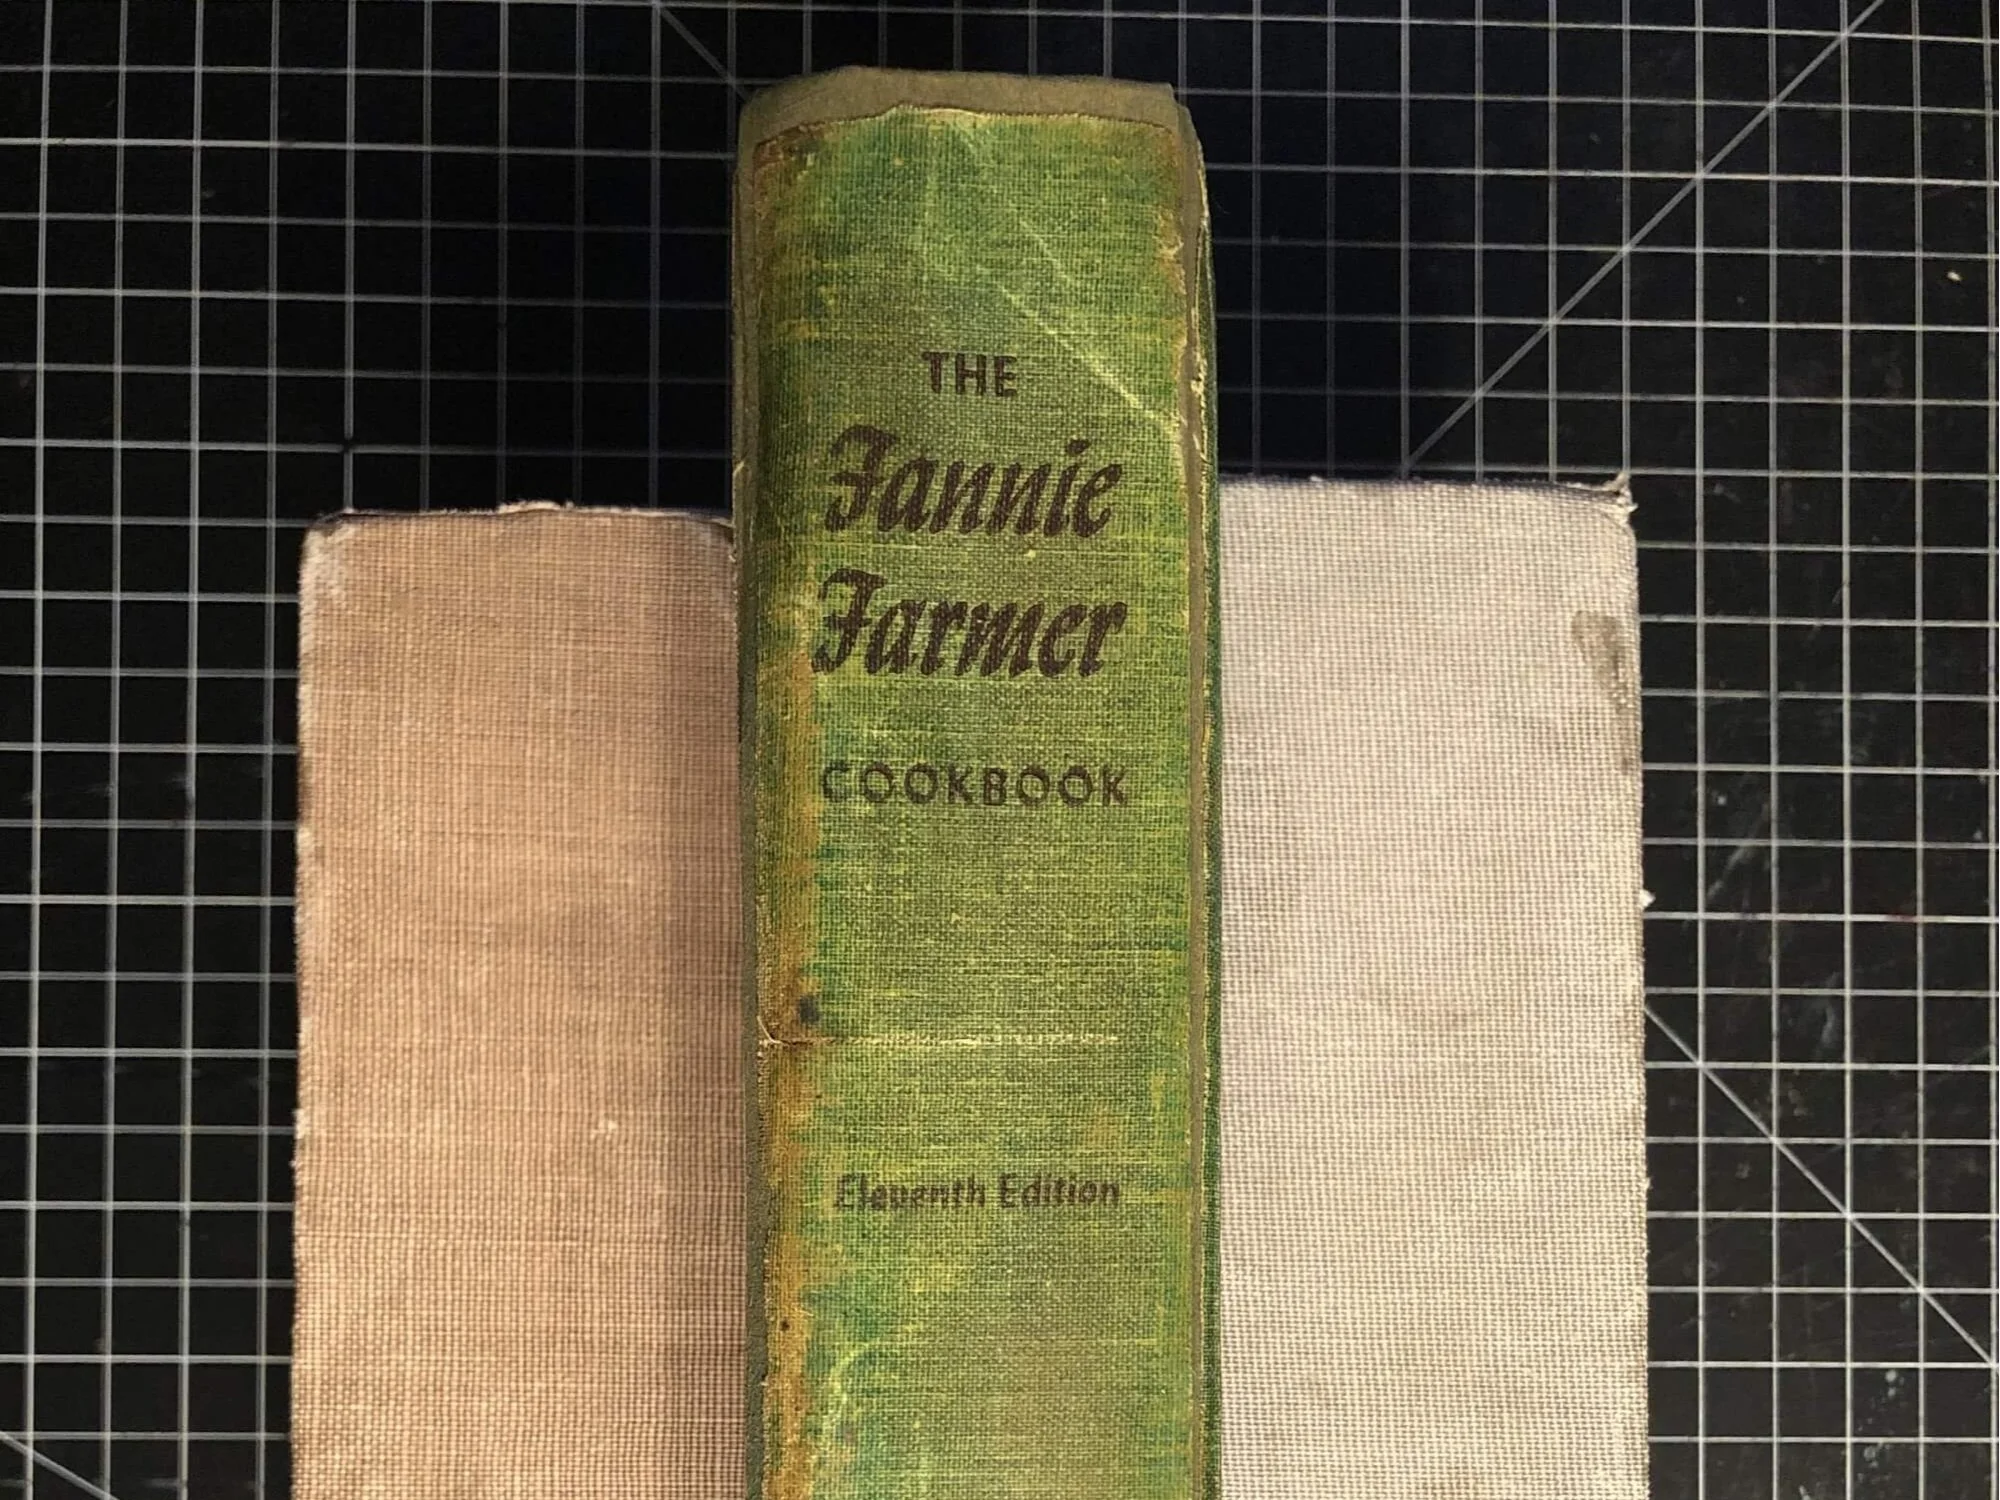 THE
Fannie
Farmer
COOKBOOK
Eleventh Edition